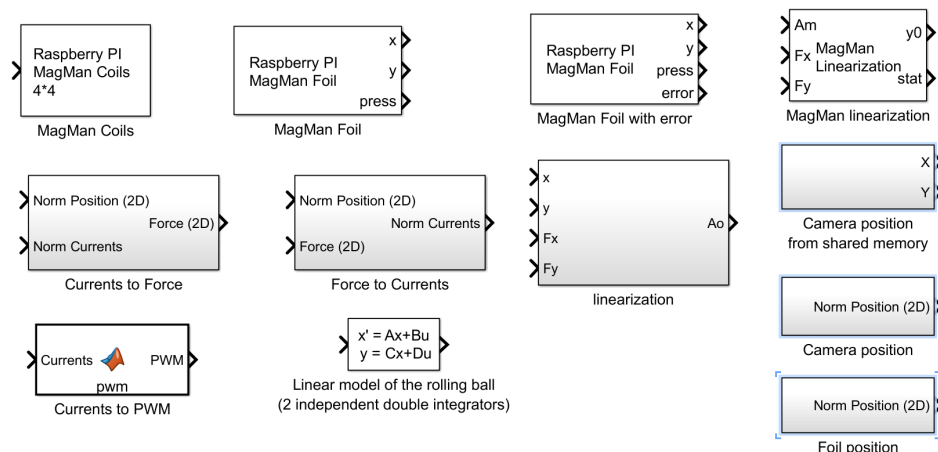 Raspberry PI
MagMan Coils
4*4
MagMan Coils
Raspberry PI
MagMan Foil
x
y
press
MagMan Foil
Raspberry PI
MagMan Foil
x
y
press
error
MagMan Foil with error
Am
Fx
Fy
MagMan
Linearization
y0
stat
MagMan linearization
Norm Position (2D)
Norm Currents
Force (2D)
Currents to Force
Norm Position (2D)
Force (2D)
Norm Currents
Force to Currents
x
y
Fx
Fy
Ao
linearization
X
Y
Camera position
from shared memory
Currents
PWM
pwm
Currents to PWM
x' = Ax+Bu
y = Cx+Du
Linear model of the rolling ball
(2 independent double integrators)
Norm Position (2D)
Camera position
Norm Position (2D)
Foil position